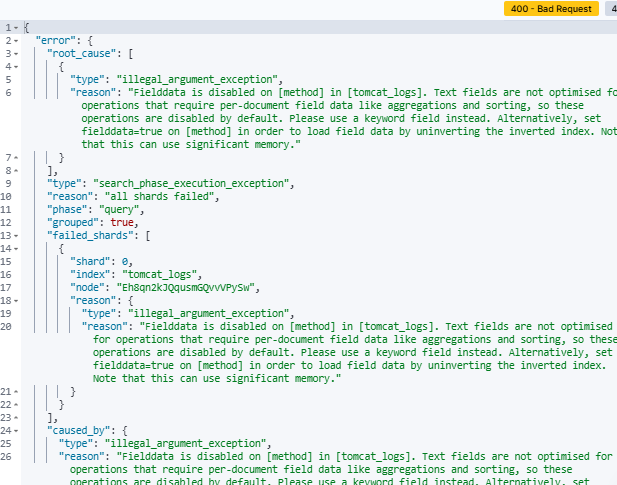 400 - Bad Request 4
1 {
2 "error": {
3 "root_cause": [
4 {
5 "type": "illegal_argument_exception",
6 "reason": "Fielddata is disabled on [method] in [tomcat_logs]. Text fields are not optimised fo
operations that require per-document field data like aggregations and sorting, so these
operations are disabled by default. Please use a keyword field instead. Alternatively, set
fielddata=true on [method] in order to load field data by uninverting the inverted index. Not
that this can use significant memory."
7 }
8 ],
9 "type": "search_phase_execution_exception",
10 "reason": "all shards failed",
11 "phase": "query",
12 "grouped": true,
13 "failed_shards": [
14 {
15 "shard": 0,
16 "index": "tomcat_logs",
17 "node": "Eh8qn2kJQqusmGQvvVPySw",
18 "reason": {
19 "type": "illegal_argument_exception",
20 "reason": "Fielddata is disabled on [method] in [tomcat_logs]. Text fields are not optimised
for operations that require per-document field data like aggregations and sorting, so these
operations are disabled by default. Please use a keyword field instead. Alternatively, set
fielddata=true on [method] in order to load field data by uninverting the inverted index.
Note that this can use significant memory."
21 }
22 }
23 ],
24 "caused_by": {
25 "type": "illegal_argument_exception",
26 "reason": "Fielddata is disabled on [method] in [tomcat_logs]. Text fields are not optimised for
operations that require per-document field data like aggregations and sorting, so these
operations are disabled by default. Please use a keyword field instead. Alternatively, set